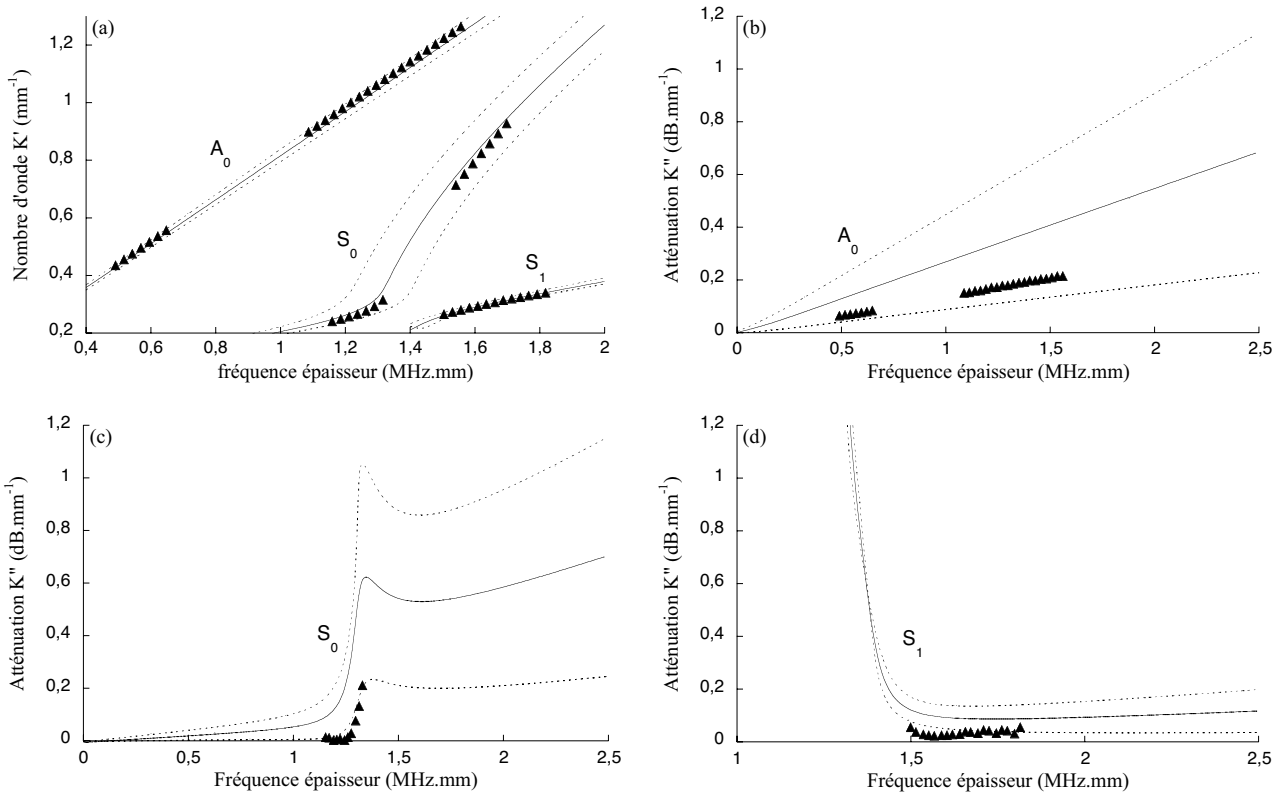 (a)
1,2
1
0,8
0,6
0,4
0,2
0,4 0,6 0,8 1 1,2 1,4 1,6 1,8 2
Nombre d'onde K' (mm⁻¹)
fréquence épaisseur (MHz.mm)
A₀
S₀
S₁
(b)
1,2
1
0,8
0,6
0,4
0,2
0
0 0,5 1 1,5 2 2,5
Atténuation K" (dB.mm⁻¹)
Fréquence épaisseur (MHz.mm)
A₀
(c)
1,2
1
0,8
0,6
0,4
0,2
0
0 0,5 1 1,5 2 2,5
Atténuation K" (dB.mm⁻¹)
Fréquence épaisseur (MHz.mm)
S₀
(d)
1,2
1
0,8
0,6
0,4
0,2
0
1 1,5 2 2,5
Atténuation K" (dB.mm⁻¹)
Fréquence épaisseur (MHz.mm)
S₁